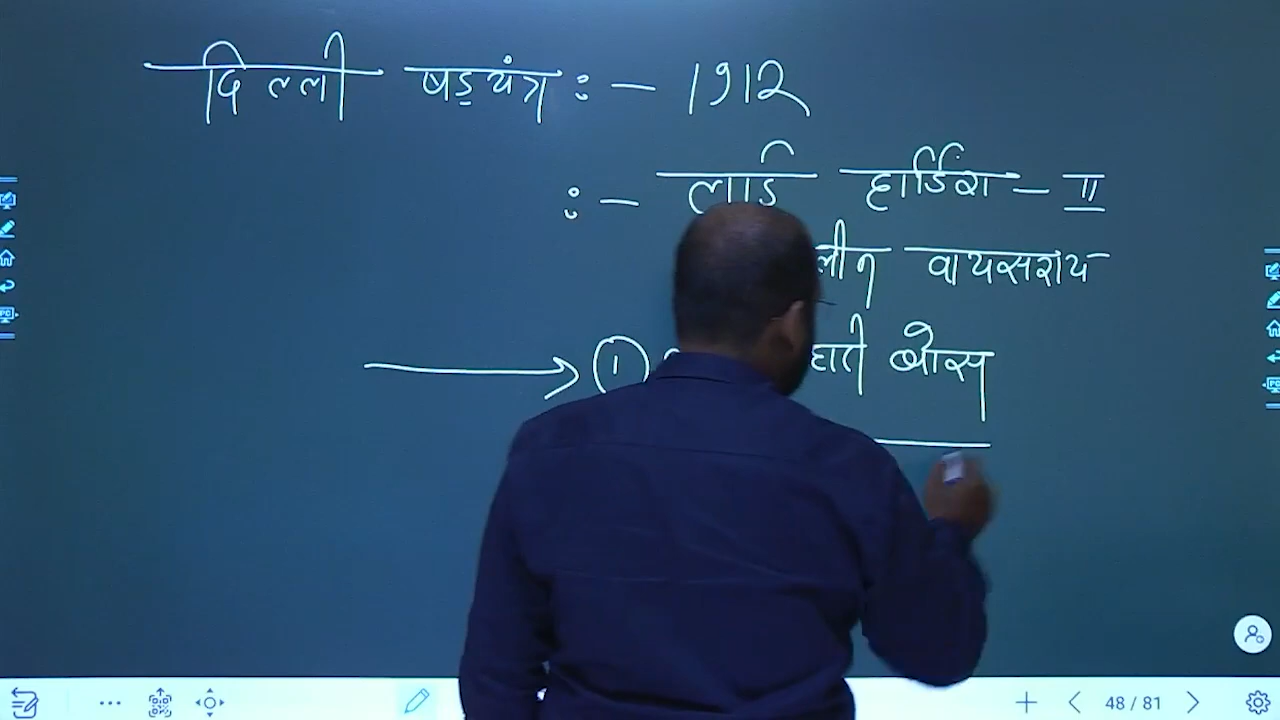 दिल्ली षड़यंत्र :- 1912
:- लार्ड हार्डिंग - II
वायसराय
① बोस
48 / 81